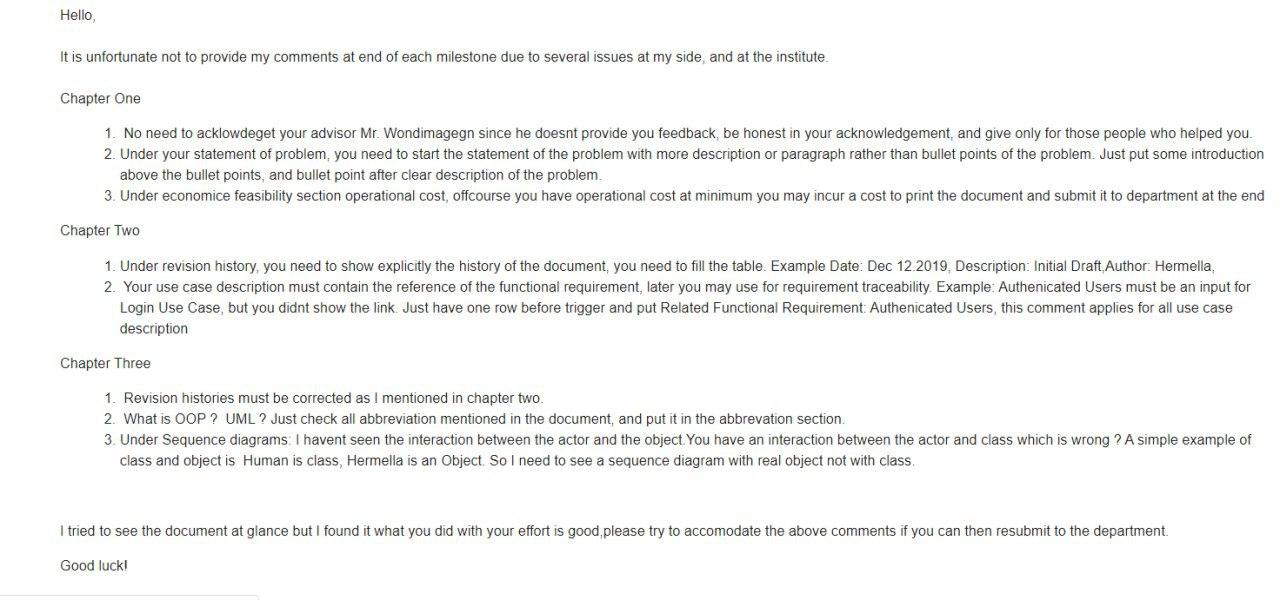 Hello,
It is unfortunate not to provide my comments at end of each milestone due to several issues at my side, and at the institute.
Chapter One
1. No need to acklowdeget your advisor Mr. Wondimagegn since he doesnt provide you feedback, be honest in your acknowledgement, and give only for those people who helped you.
2. Under your statement of problem, you need to start the statement of the problem with more description or paragraph rather than bullet points of the problem. Just put some introduction
above the bullet points, and bullet point after clear description of the problem.
3. Under economice feasibility section operational cost, offcourse you have operational cost at minimum you may incur a cost to print the document and submit it to department at the end
Chapter Two
1. Under revision history, you need to show explicitly the history of the document, you need to fill the table. Example Date: Dec 12.2019, Description: Initial Draft,Author: Hermella,
2. Your use case description must contain the reference of the functional requirement, later you may use for requirement traceability. Example: Authenicated Users must be an input for
Login Use Case, but you didnt show the link. Just have one row before trigger and put Related Functional Requirement: Authenicated Users, this comment applies for all use case
description
Chapter Three
1. Revision histories must be corrected as I mentioned in chapter two.
2. What is OOP ? UML ? Just check all abbreviation mentioned in the document, and put it in the abbrevation section.
3. Under Sequence diagrams: I havent seen the interaction between the actor and the object.You have an interaction between the actor and class which is wrong ? A simple example of
class and object is Human is class, Hermella is an Object. So I need to see a sequence diagram with real object not with class.
I tried to see the document at glance but I found it what you did with your effort is good,please try to accomodate the above comments if you can then resubmit to the department.
Good luck!